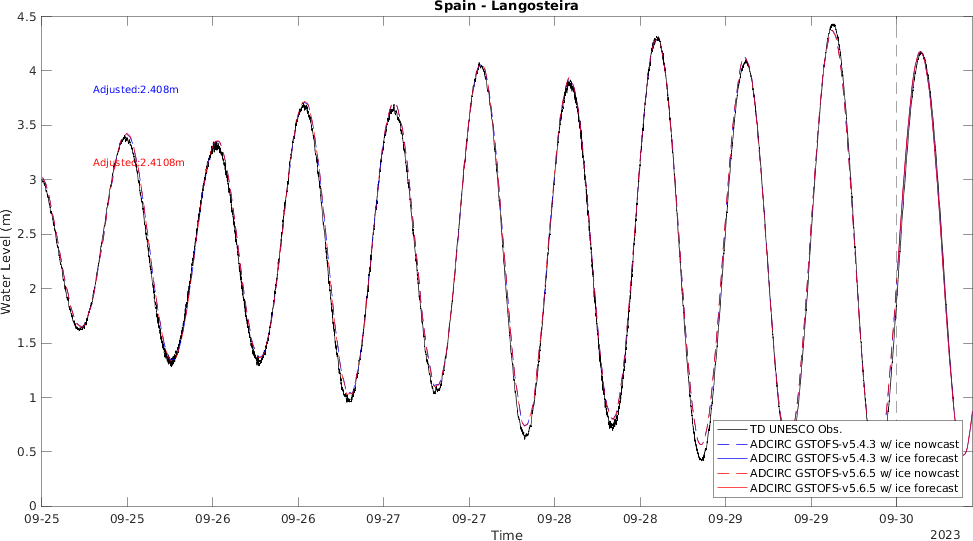 Spain - Langosteira
4.5
4
3.5
3
2.5
2
1.5
1
0.5
0
Water Level (m)
Adjusted:2.408m
Adjusted:2.4108m
TD UNESCO Obs.
ADCIRC GSTOFS-v5.4.3 w/ ice nowcast
ADCIRC GSTOFS-v5.4.3 w/ ice forecast
ADCIRC GSTOFS-v5.6.5 w/ ice nowcast
ADCIRC GSTOFS-v5.6.5 w/ ice forecast
09-25 09-25 09-26 09-26 09-27 09-27 09-28 09-28 09-29 09-29 09-30
Time
2023